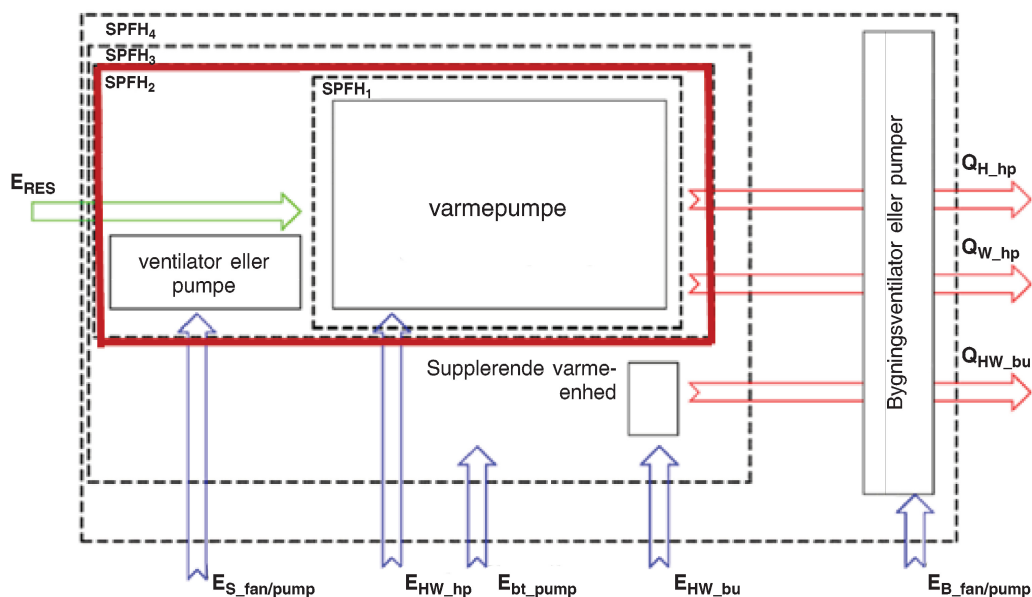 SPFH4
SPFH3
SPFH2
SPFH1
ERES
varmepumpe
ventilator eller
pumpe
Supplerende varme-
enhed
Bygningsventilator eller pumper
QH_hp
QW_hp
QHW_bu
ES_fan/pump
EHW_hp
Ebt_pump
EHW_bu
EB_fan/pump